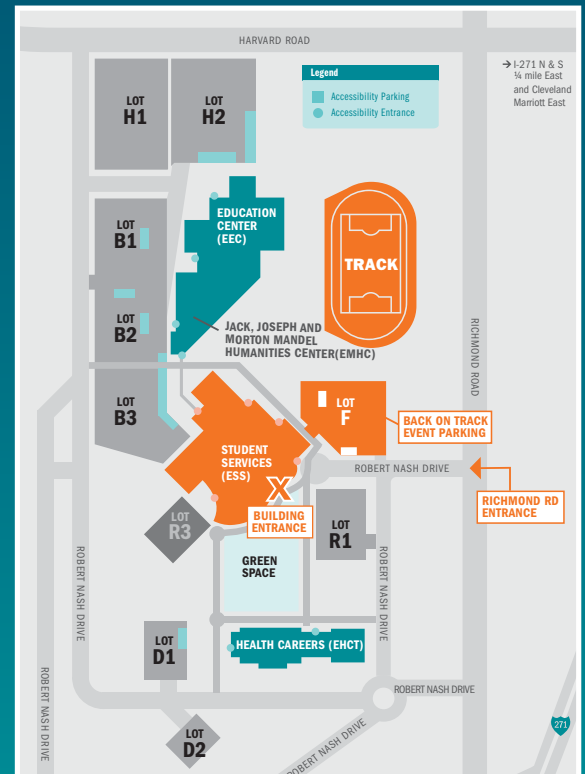 HARVARD ROAD
→ I-271 N & S
¼ mile East
and Cleveland
Marriott East
Legend
Accessibility Parking
Accessibility Entrance
LOT
H1
LOT
H2
EDUCATION
CENTER
(EEC)
LOT
B1
TRACK
LOT
B2
JACK, JOSEPH AND
MORTON MANDEL
HUMANITIES CENTER(EMHC)
RICHMOND ROAD
LOT
B3
LOT
F
BACK ON TRACK
EVENT PARKING
STUDENT
SERVICES
(ESS)
ROBERT NASH DRIVE
X
RICHMOND RD
ENTRANCE
BUILDING
ENTRANCE
LOT
R3
LOT
R1
GREEN
SPACE
ROBERT NASH DRIVE
ROBERT NASH DRIVE
LOT
D1
HEALTH CAREERS (EHCT)
ROBERT NASH DRIVE
ROBERT NASH DRIVE
LOT
D2
ROBERT NASH DRIVE
271